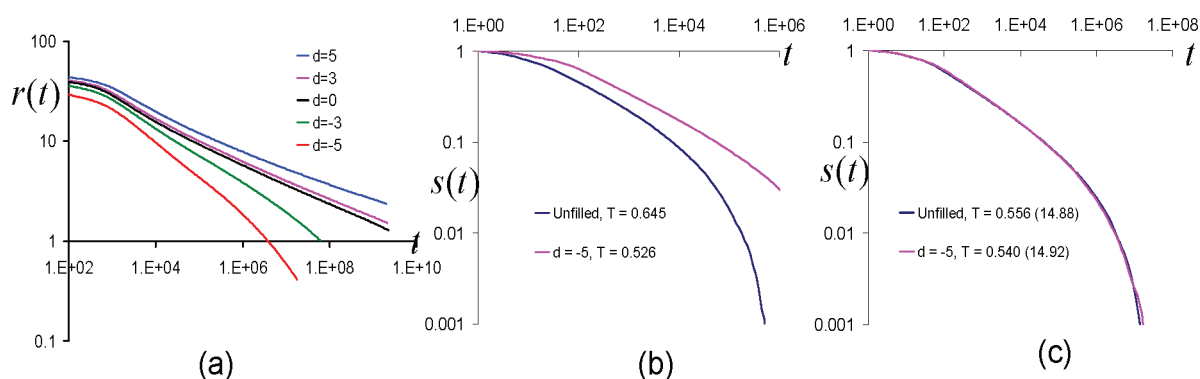 100
r(t)
10
1
0.1
1.E+02
1.E+04
1.E+06
1.E+08
1.E+10
t
d=5
d=3
d=0
d=-3
d=-5
(a)
1.E+00
1.E+02
1.E+04
1.E+06
t
1
0.1
s(t)
0.01
0.001
Unfilled, T = 0.645
d = -5, T = 0.526
(b)
1.E+00
1.E+02
1.E+04
1.E+06
1.E+08
t
1
0.1
s(t)
0.01
0.001
Unfilled, T = 0.556 (14.88)
d = -5, T = 0.540 (14.92)
(c)